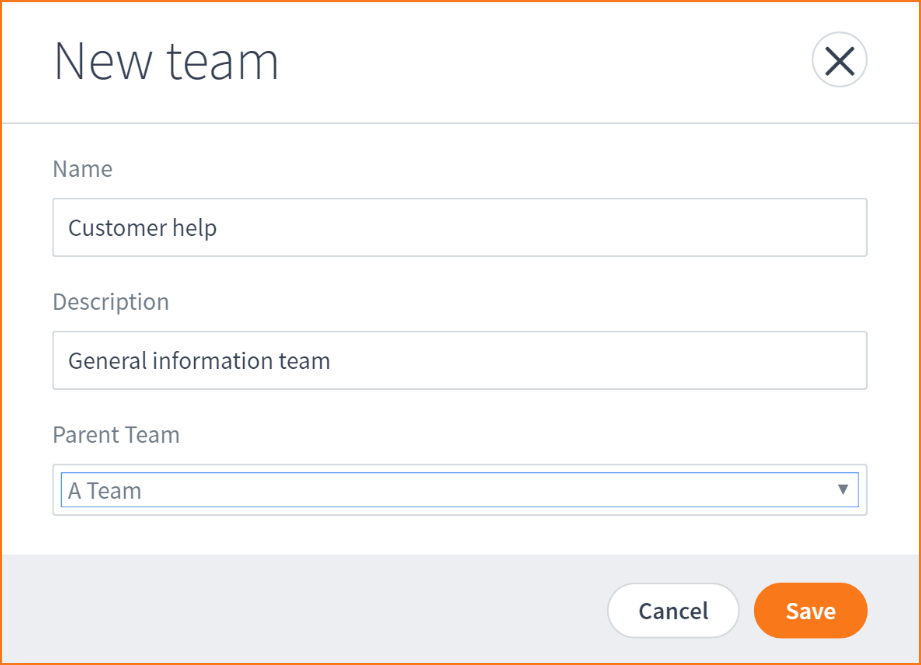 New team
Name
Customer help
Description
General information team
Parent Team
A Team
Cancel Save